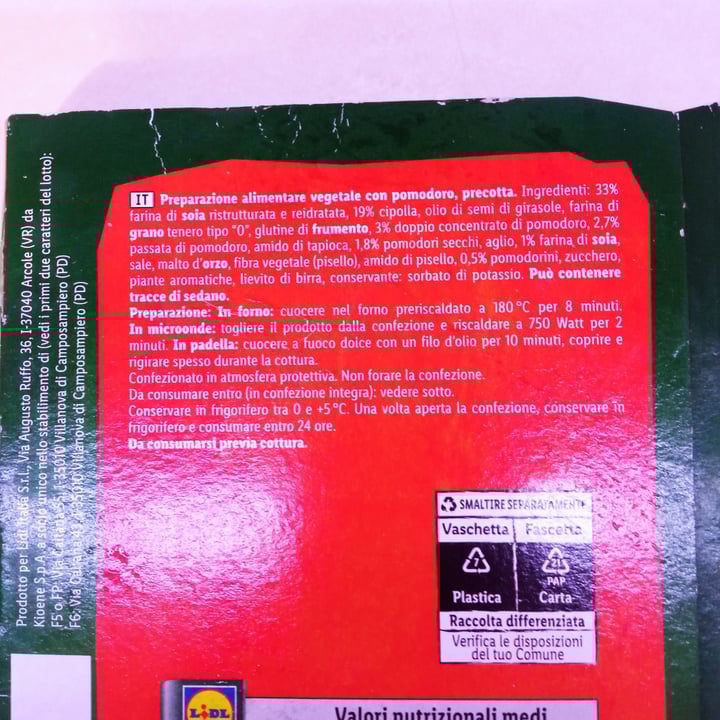 IT Preparazione alimentare vegetale con pomodoro, precotta. Ingredienti: 33%
farina di soia ristrutturata e reidratata, 19% cipolla, olio di semi di girasole, farina di
grano tenero tipo "0", glutine di frumento, 3% doppio concentrato di pomodoro, 2,7%
passata di pomodoro, amido di tapioca, 1,8% pomodori secchi, aglio, 1% farina di soia,
sale, malto d'orzo, fibra vegetale (pisello), amido di pisello, 0,5% pomodorini, zucchero,
piante aromatiche, lievito di birra, conservante: sorbato di potassio. Può contenere
tracce di sedano.
Preparazione: In forno: cuocere nel forno preriscaldato a 180°C per 8 minuti.
In microonde: togliere il prodotto dalla confezione e riscaldare a 750 Watt per 2
minuti. In padella: cuocere a fuoco dolce con un filo d'olio per 10 minuti, coprire e
rigirare spesso durante la cottura.
Confezionato in atmosfera protettiva. Non forare la confezione.
Da consumare entro (in confezione integra): vedere sotto.
Conservare in frigorifero tra 0 e +5°C. Una volta aperta la confezione, conservare in
frigorifero e consumare entro 24 ore.
Da consumarsi previa cottura.
Prodotto per Lidl Italia S.r.l., Via Augusto Ruffo, 36, I-37040 Arcole (VR) da
Kioene S.p.A. a socio unico nello stabilimento di (vedi i primi due caratteri del lotto):
F5 o FP: Via Caltana, I-35010 Villanova di Camposampiero (PD)
F6: Via I-35010 Villanova di Camposampiero (PD)
SMALTIRE SEPARATAMENTE
Vaschetta Fascetta
7 21
PAP
Plastica Carta
Raccolta differenziata
Verifica le disposizioni
del tuo Comune
LIDL
Valori nutrizionali medi